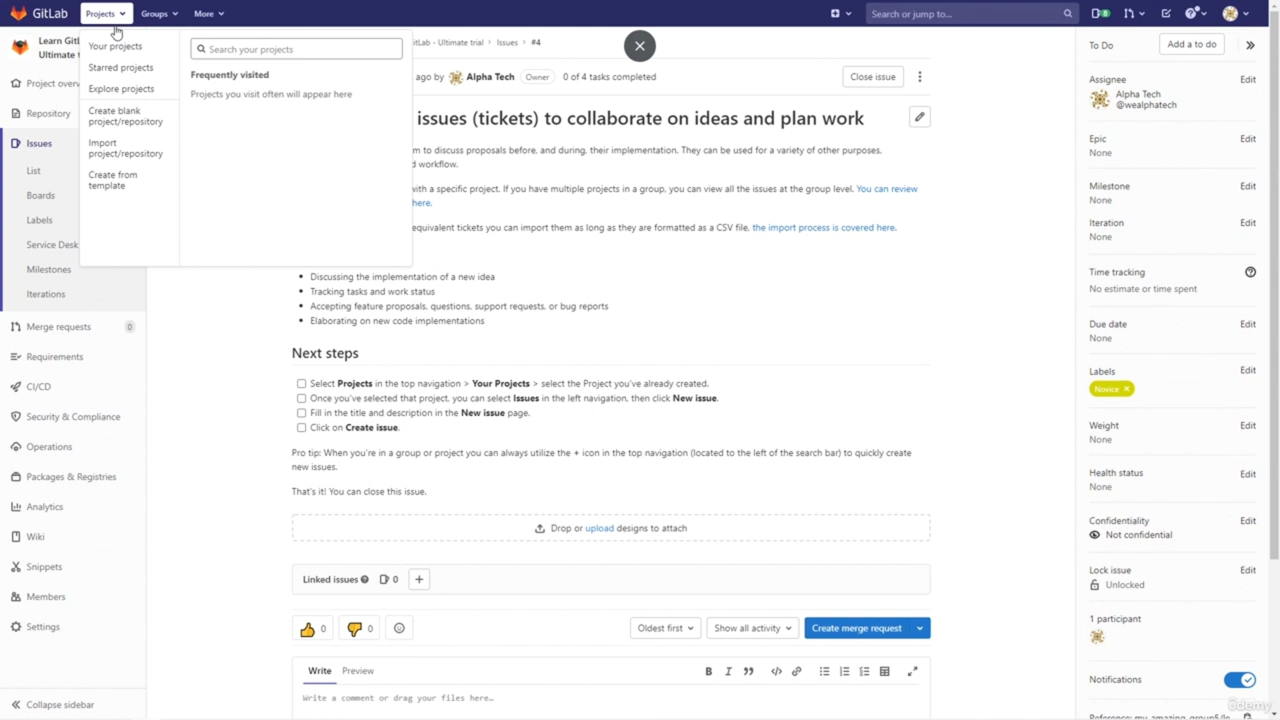 GitLab
Projects
Groups
More
Search or jump to...
8
Your projects
Starred projects
Explore projects
Create blank
project/repository
Import
project/repository
Create from
template
Search your projects
Frequently visited
Projects you visit often will appear here
Learn GitL
Ultimate t
Project overv
Repository
Issues
List
Boards
Labels
Service Desk
Milestones
Iterations
Merge requests
0
Requirements
CI/CD
Security & Compliance
Operations
Packages & Registries
Analytics
Wiki
Snippets
Members
Settings
Collapse sidebar
itLab - Ultimate trial > Issues > #4
ago by Alpha Tech Owner 0 of 4 tasks completed
Close issue
issues (tickets) to collaborate on ideas and plan work
m to discuss proposals before, and during, their implementation. They can be used for a variety of other purposes,
d workflow.
with a specific project. If you have multiple projects in a group, you can view all the issues at the group level. You can review
here.
equivalent tickets you can import them as long as they are formatted as a CSV file, the import process is covered here.
• Discussing the implementation of a new idea
• Tracking tasks and work status
• Accepting feature proposals, questions, support requests, or bug reports
• Elaborating on new code implementations
Next steps
Select Projects in the top navigation > Your Projects > select the Project you've already created.
Once you've selected that project, you can select Issues in the left navigation, then click New issue.
Fill in the title and description in the New issue page.
Click on Create issue.
Pro tip: When you're in a group or project you can always utilize the + icon in the top navigation (located to the left of the search bar) to quickly create
new issues.
That's it! You can close this issue.
Drop or upload designs to attach
Linked issues 0
0
0
Oldest first
Show all activity
Create merge request
Write
Preview
B I
Write a comment or drag your files here…
To Do
Add a to do
Assignee
Edit
Alpha Tech
@wealphatech
Epic
Edit
None
Milestone
Edit
None
Iteration
Edit
None
Time tracking
No estimate or time spent
Due date
Edit
None
Labels
Edit
Novice
Weight
Edit
None
Health status
Edit
None
Confidentiality
Edit
Not confidential
Lock issue
Edit
Unlocked
1 participant
Notifications
Reference: my_amazing_group5/le
ûdemy